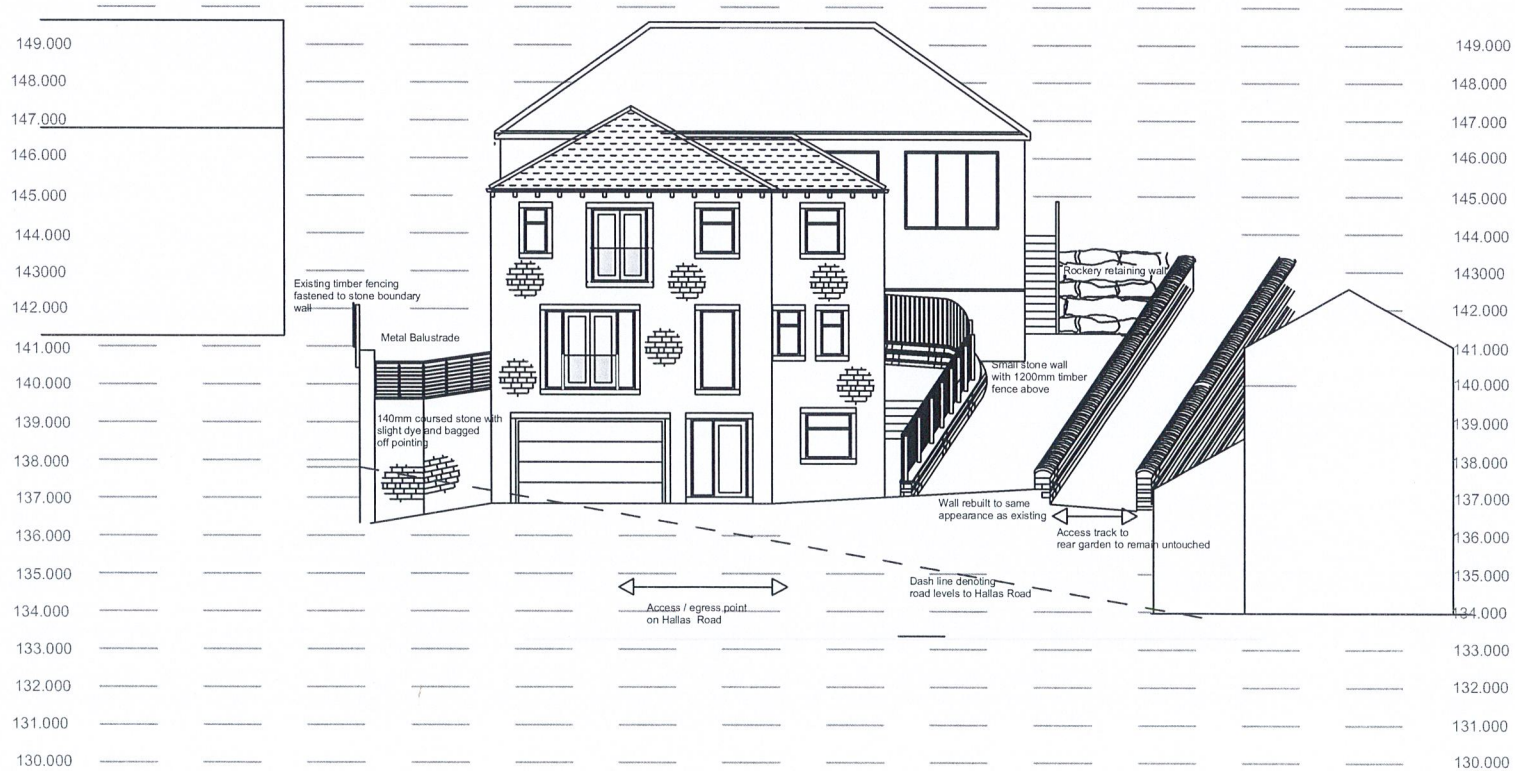 149.000
148.000
147.000
146.000
145.000
144.000
143000
142.000
141.000
140.000
139.000
138.000
137.000
136.000
135.000
134.000
133.000
132.000
131.000
130.000
Existing timber fencing
fastened to stone boundary
wall
Metal Balustrade
140mm coursed stone with
slight dye and bagged
off pointing
Rockery retaining wall
Small stone wall
with 1200mm timber
fence above
Wall rebuilt to same
appearance as existing
Access track to
rear garden to remain untouched
Dash line denoting
road levels to Hallas Road
Access / egress point
on Hallas Road
149.000
148.000
147.000
146.000
145.000
144.000
143000
142.000
141.000
140.000
139.000
138.000
137.000
136.000
135.000
134.000
133.000
132.000
131.000
130.000